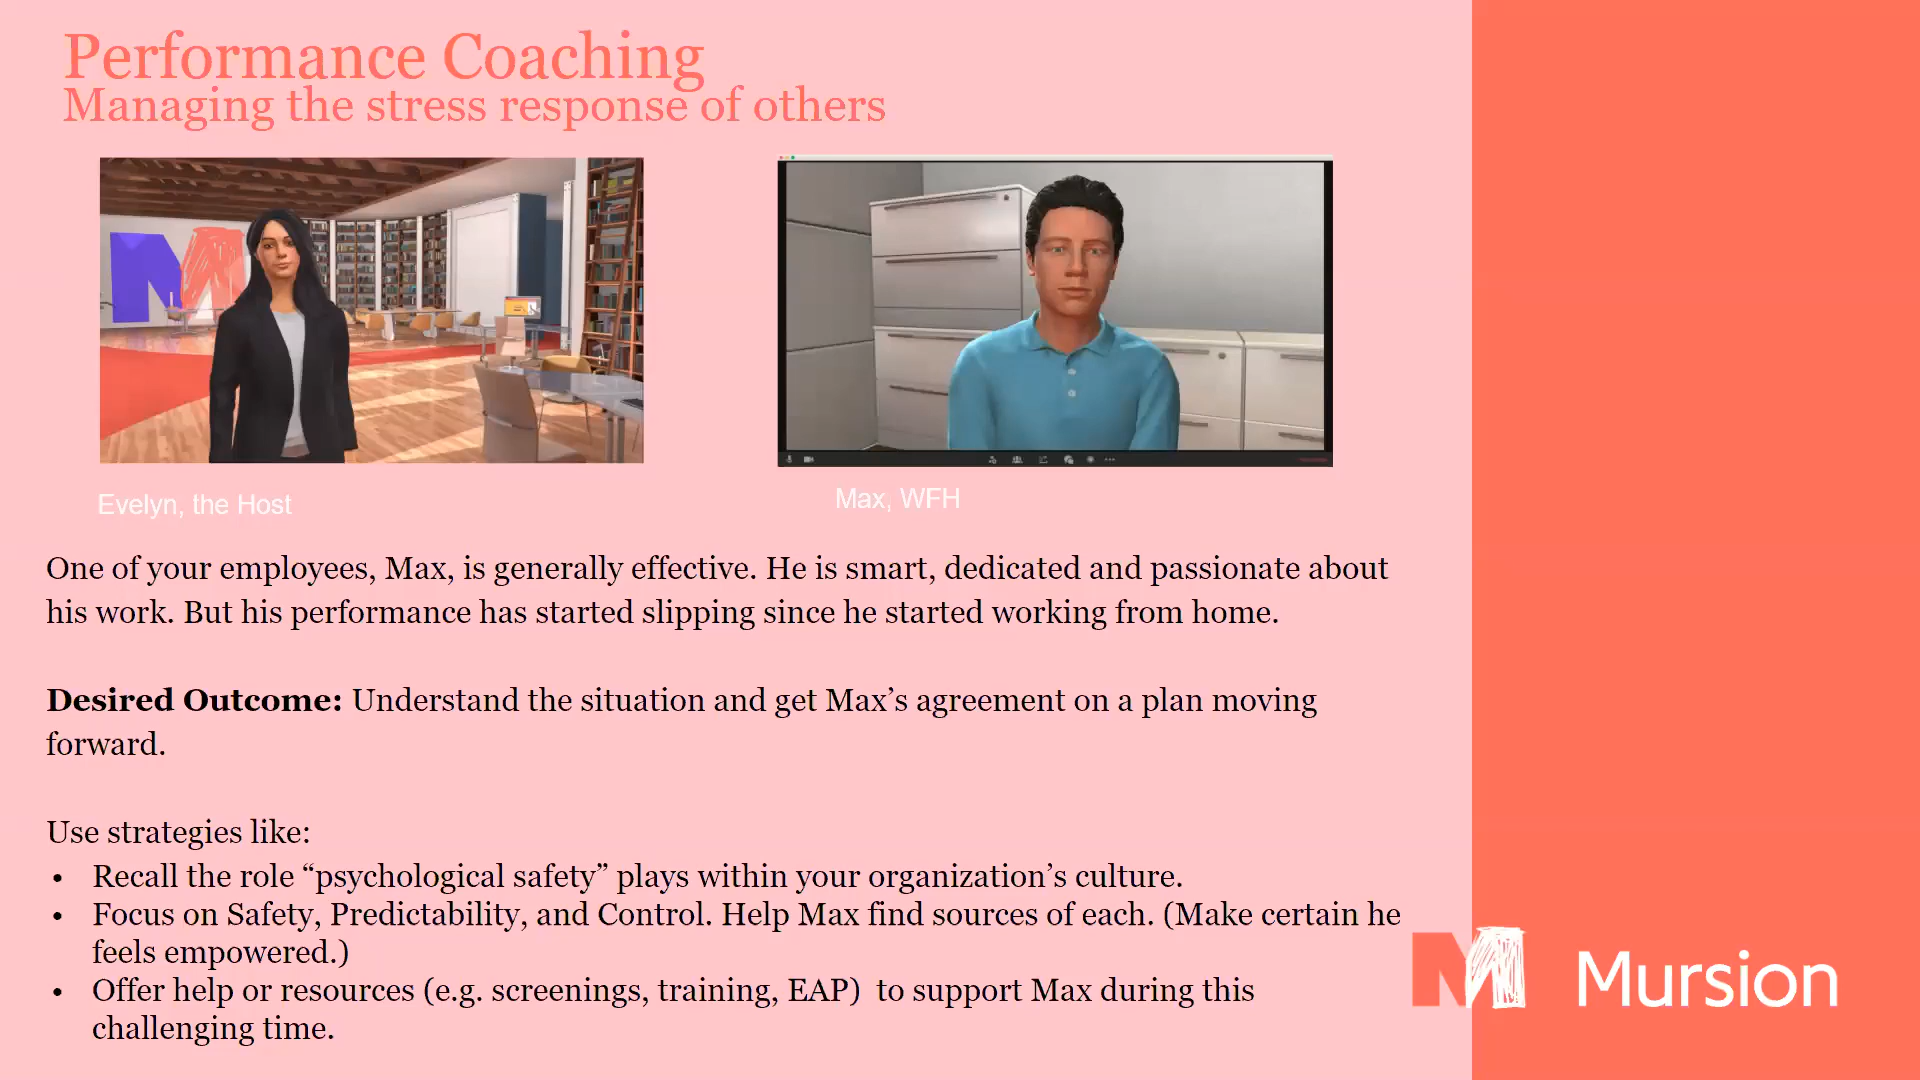 Performance Coaching
Managing the stress response of others
Evelyn, the Host
Max, WFH
One of your employees, Max, is generally effective. He is smart, dedicated and passionate about
his work. But his performance has started slipping since he started working from home.
Desired Outcome: Understand the situation and get Max’s agreement on a plan moving
forward.
Use strategies like:
• Recall the role “psychological safety” plays within your organization’s culture.
• Focus on Safety, Predictability, and Control. Help Max find sources of each. (Make certain he
feels empowered.)
• Offer help or resources (e.g. screenings, training, EAP)  to support Max during this
challenging time.
M Mursion